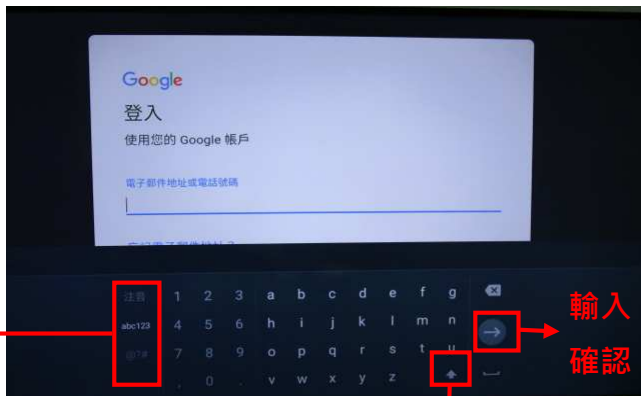 Google
登入
使用您的 Google 帳戶
電子郵件地址或電話號碼
注音 1 2 3 a b c d e f g
abc123 4 5 6 h i j k l m n
@?# 7 8 9 o p q r s t u
, 0 . v w x y z
輸入
確認